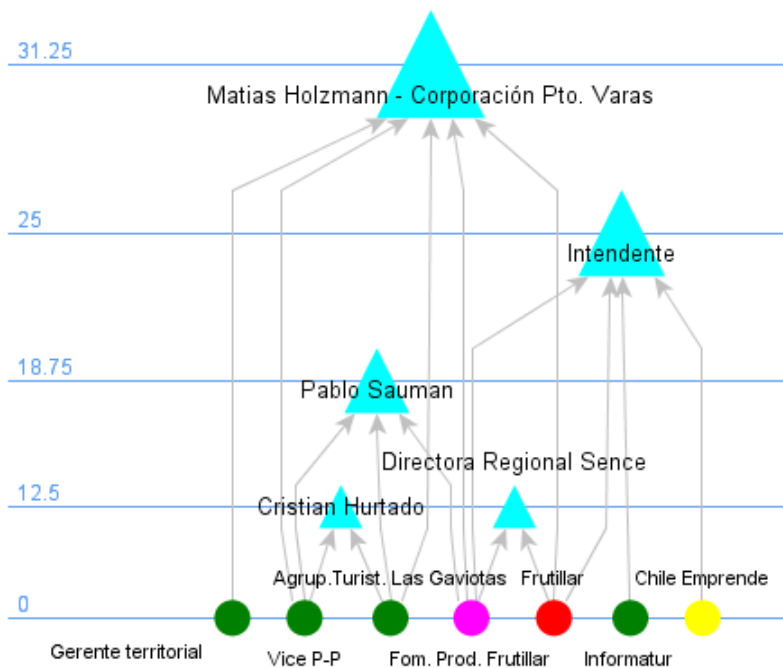 31.25
Matias Holzmann - Corporación Pto. Varas
25
Intendente
18.75
Pablo Sauman
Directora Regional Sence
12.5
Cristian Hurtado
Agrup.Turist. Las Gaviotas
Frutillar
Chile Emprende
0
Gerente territorial
Vice P-P
Fom. Prod. Frutillar
Informatur